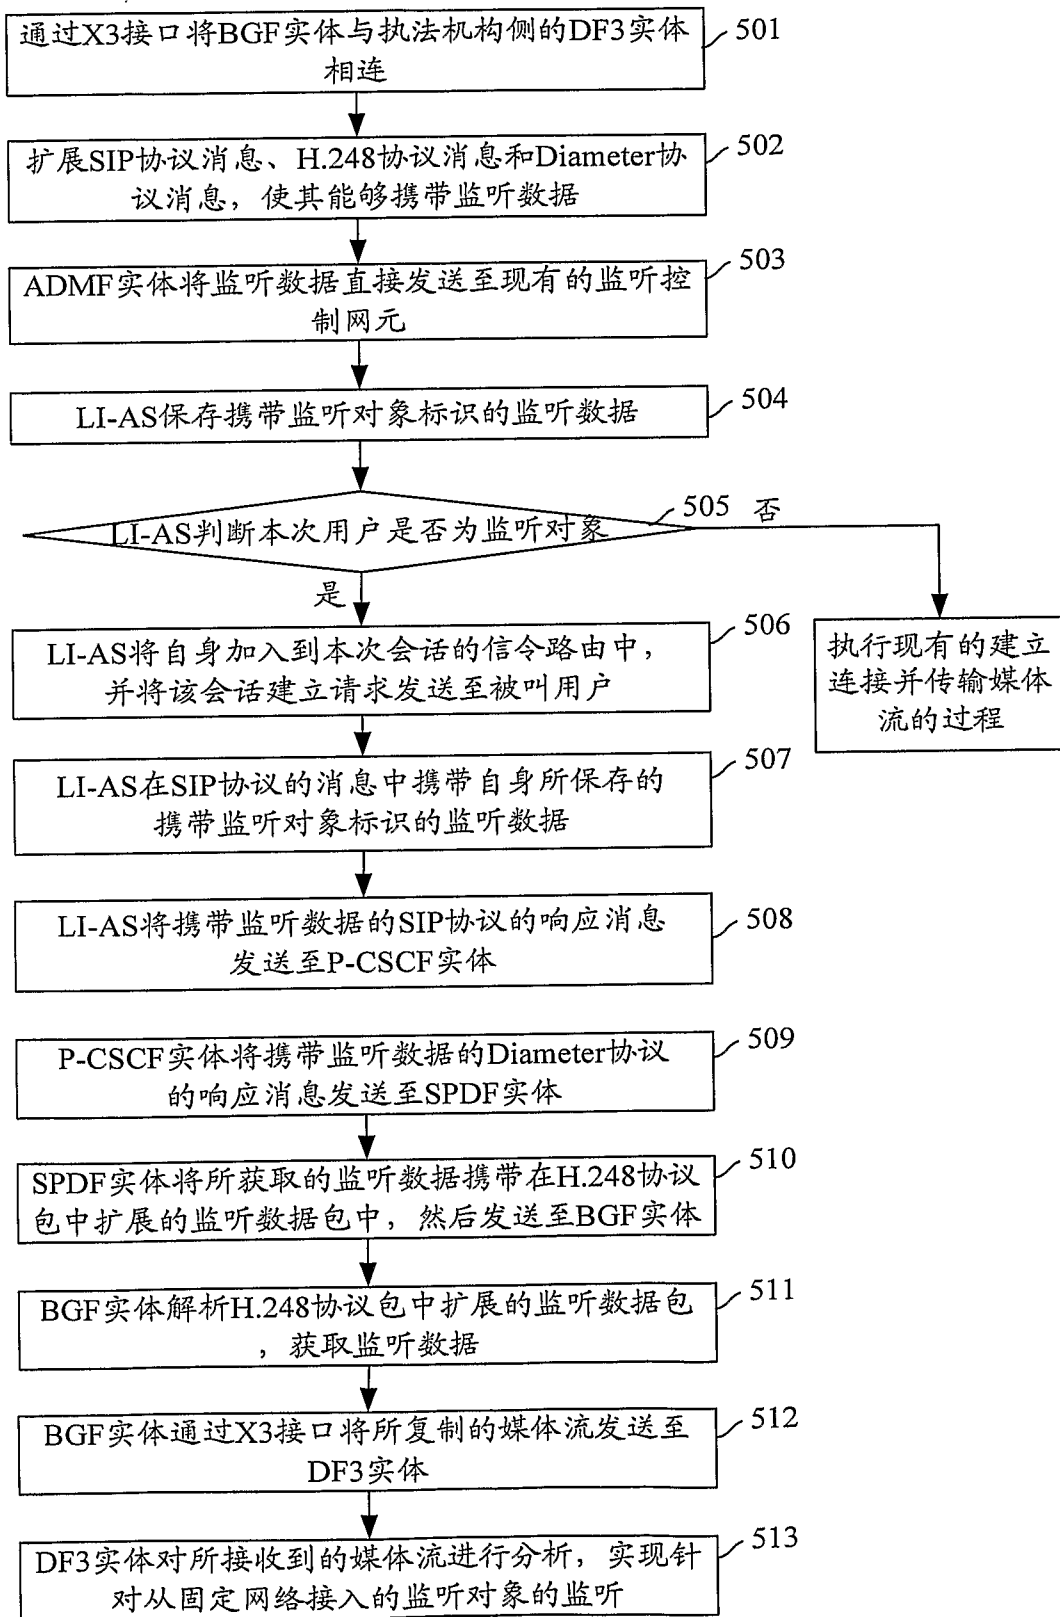 通过X3接口将BGF实体与执法机构侧的DF3实体
相连
501
扩展SIP协议消息、H.248协议消息和Diameter协
议消息，使其能够携带监听数据
502
ADMF实体将监听数据直接发送至现有的监听控
制网元
503
LI-AS保存携带监听对象标识的监听数据
504
LI-AS判断本次用户是否为监听对象
505
否
是
LI-AS将自身加入到本次会话的信令路由中，
并将该会话建立请求发送至被叫用户
506
执行现有的建立
连接并传输媒体
流的过程
LI-AS在SIP协议的消息中携带自身所保存的
携带监听对象标识的监听数据
507
LI-AS将携带监听数据的SIP协议的响应消息
发送至P-CSCF实体
508
P-CSCF实体将携带监听数据的Diameter协议
的响应消息发送至SPDF实体
509
SPDF实体将所获取的监听数据携带在H.248协议
包中扩展的监听数据包中，然后发送至BGF实体
510
BGF实体解析H.248协议包中扩展的监听数据包
，获取监听数据
511
BGF实体通过X3接口将所复制的媒体流发送至
DF3实体
512
DF3实体对所接收到的媒体流进行分析，实现针
对从固定网络接入的监听对象的监听
513